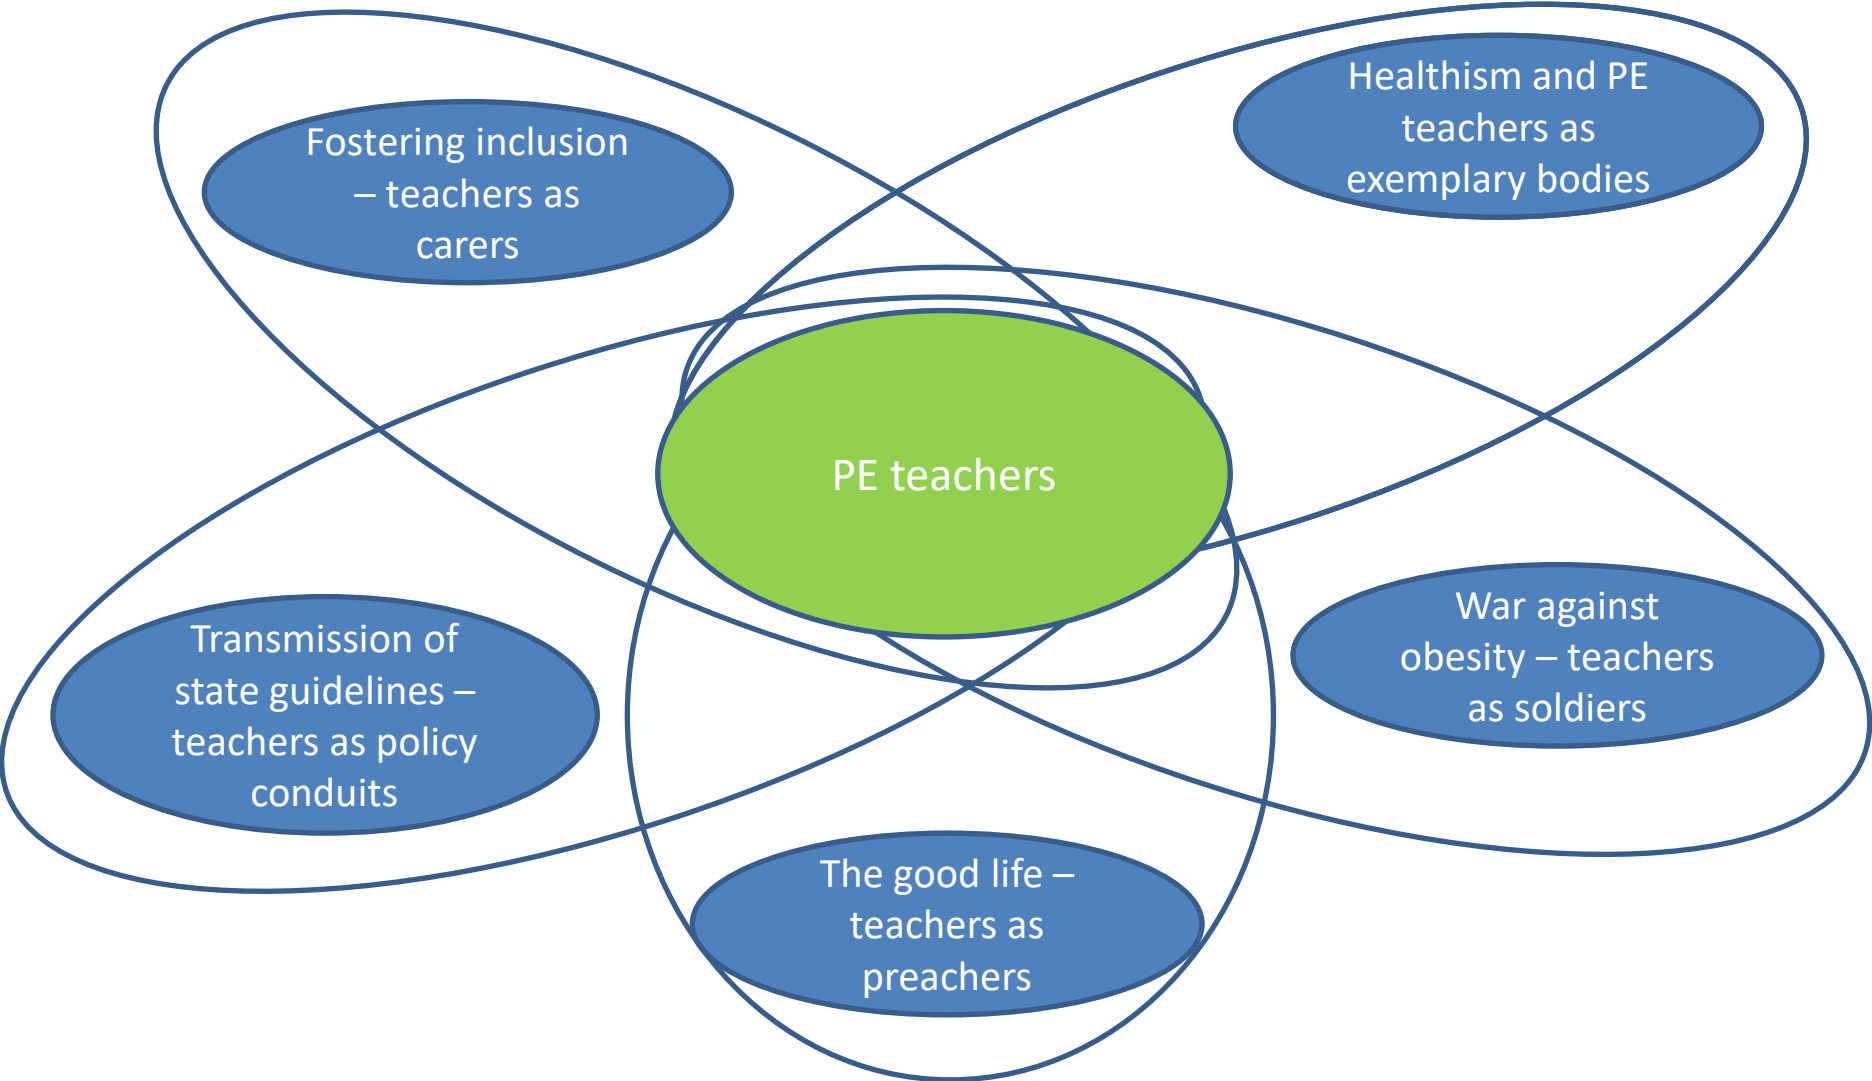 Healthism and PE
teachers as
exemplary bodies
Fostering inclusion
– teachers as
carers
PE teachers
War against
obesity – teachers
as soldiers
Transmission of
state guidelines –
teachers as policy
conduits
The good life –
teachers as
preachers